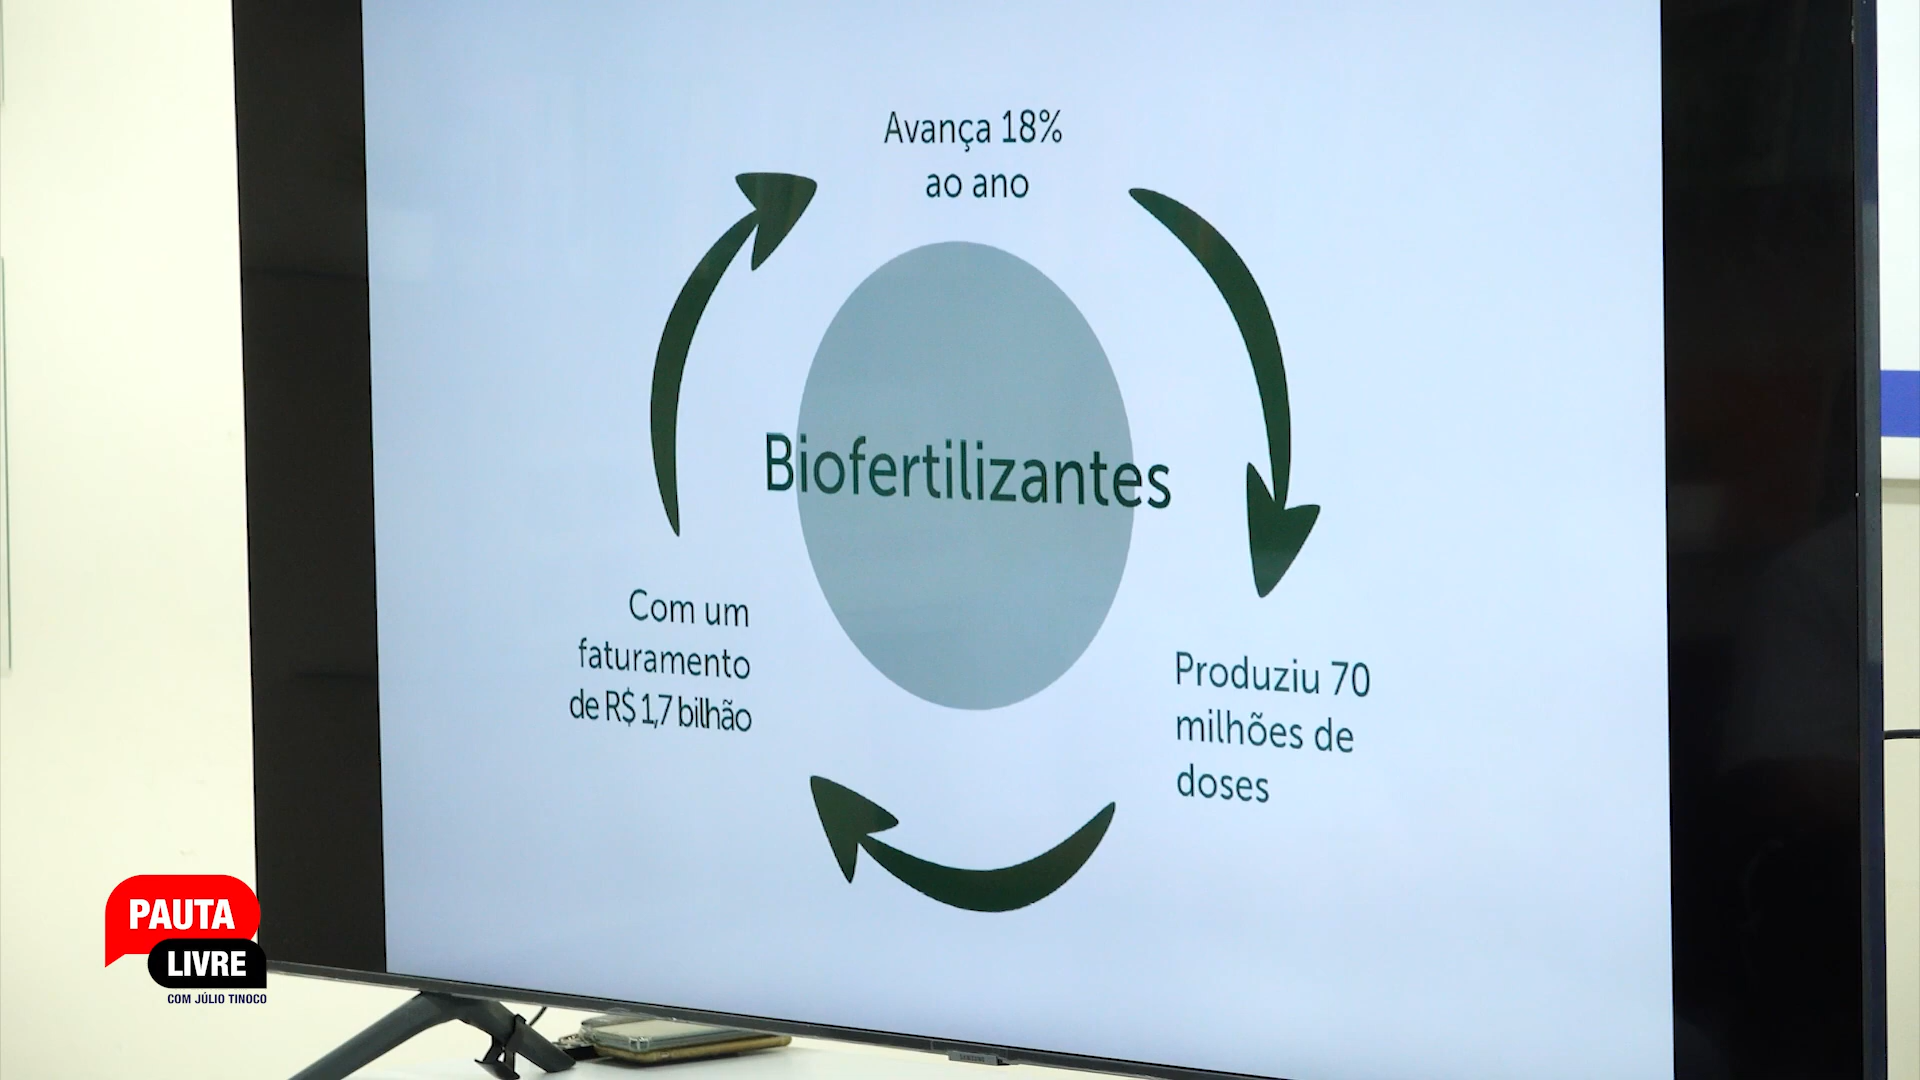 Avança 18%
ao ano
Biofertilizantes
Com um
faturamento
de R$ 1,7 bilhão
Produziu 70
milhões de
doses
PAUTA
LIVRE
COM JÚLIO TINOCO
SAMSUNG